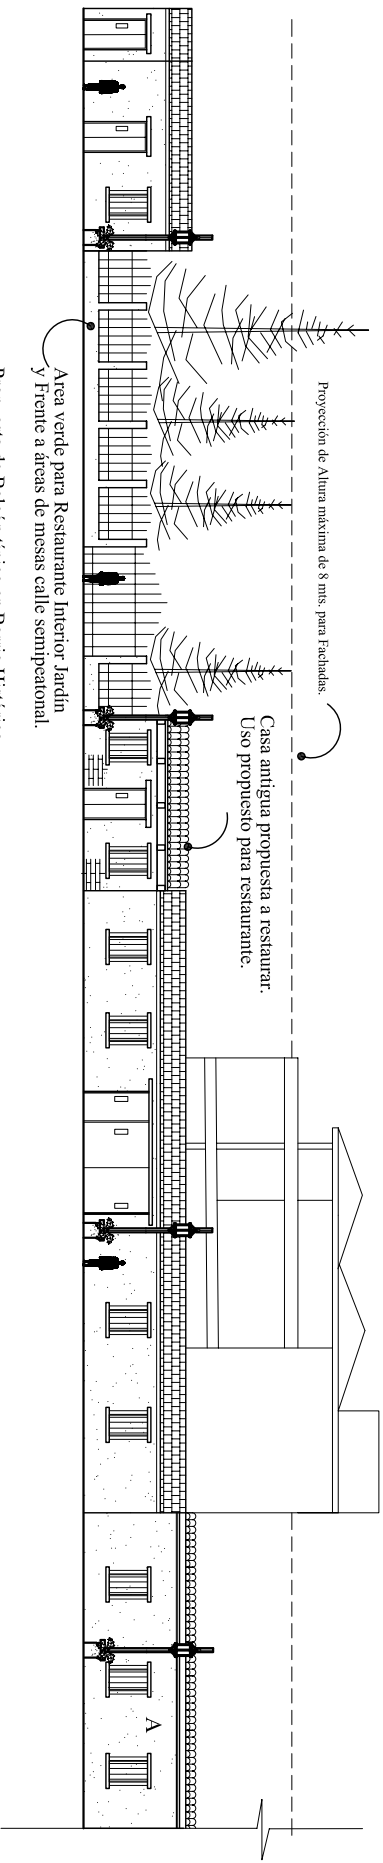 Proyección de Altura máxima de 8 mts. para Fachadas.
Casa antigua propuesta a restaurar.
Uso propuesto para restaurante.
Area verde para Restaurante Interior Jardín
y Frente a áreas de mesas calle semipeatonal.
A